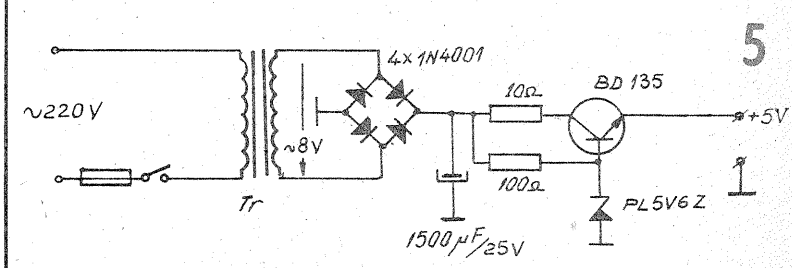 5
4×1N4001
10Ω
BD 135
~220V
~8V
+5V
100Ω
PL5V6Z
Tr
1500µF/25V